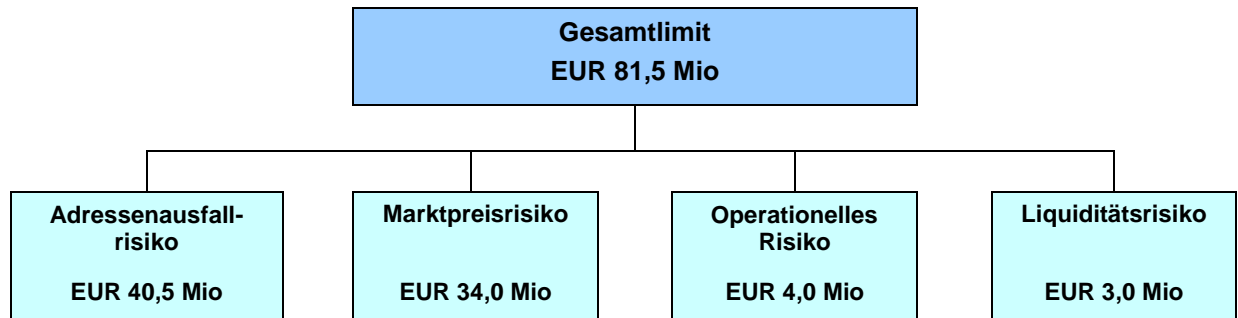 Gesamtlimit
EUR 81,5 Mio
Adressenausfall-
risiko
EUR 40,5 Mio
Marktpreisrisiko
EUR 34,0 Mio
Operationelles
Risiko
EUR 4,0 Mio
Liquiditätsrisiko
EUR 3,0 Mio